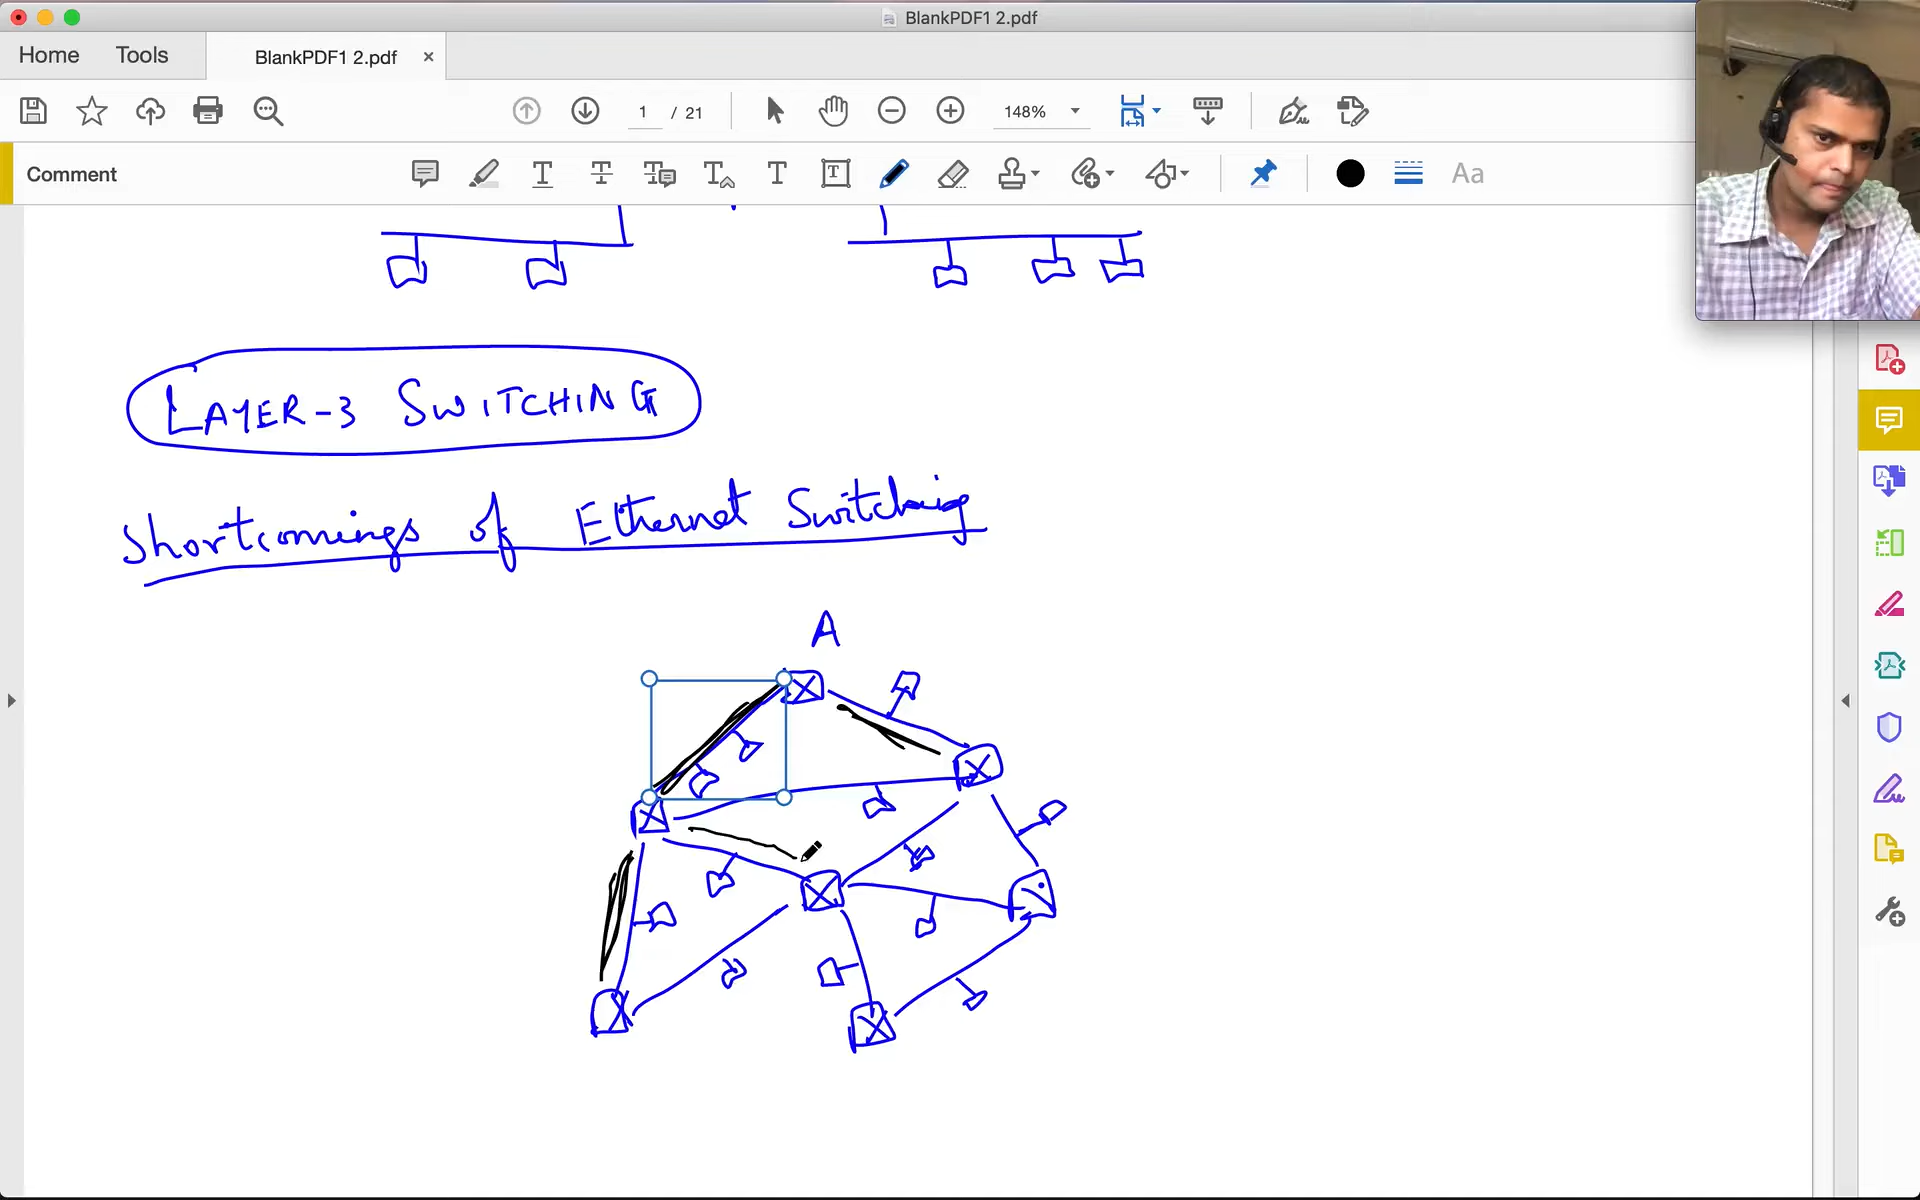 BlankPDF1 2.pdf
Home Tools BlankPDF1 2.pdf ×
1 / 21 148%
Comment Aa
LAYER-3 SWITCHING
Shortcomings of Ethernet Switching
A